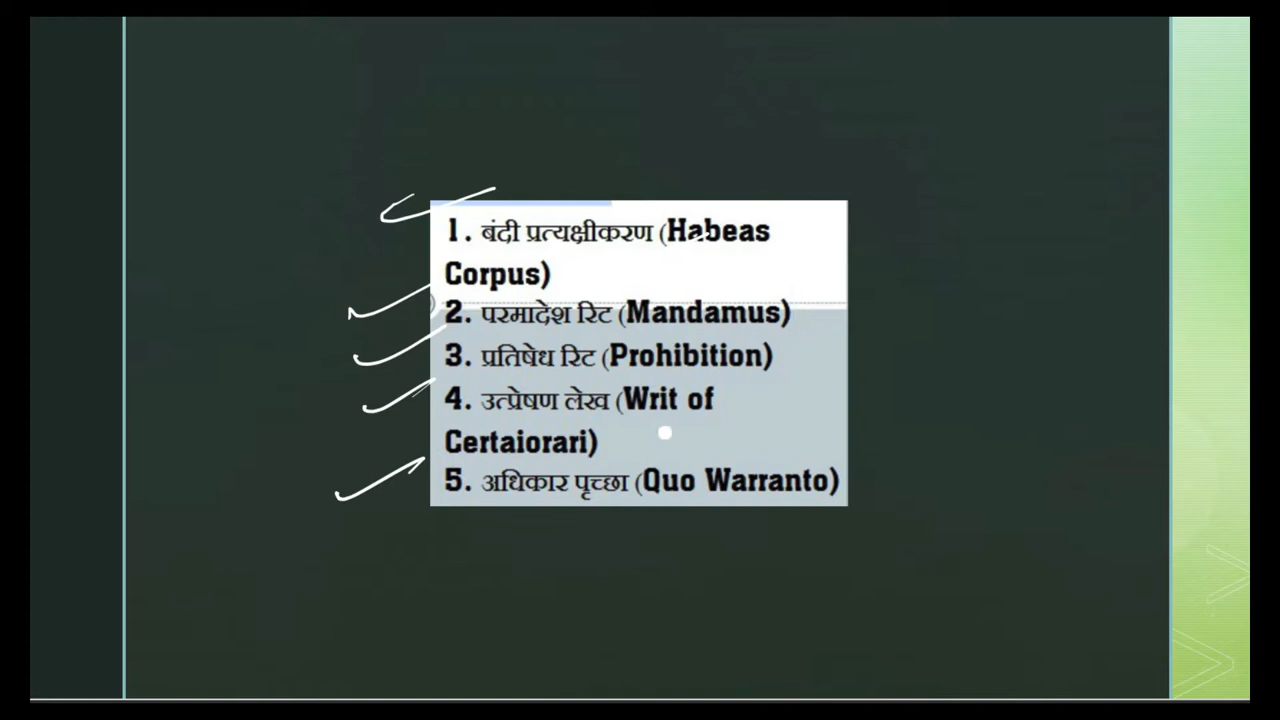 1. बंदी प्रत्यक्षीकरण (Habeas
Corpus)
2. परमादेश रिट (Mandamus)
3. प्रतिषेध रिट (Prohibition)
4. उत्प्रेषण लेख (Writ of
Certaiorari)
5. अधिकार पृच्छा (Quo Warranto)